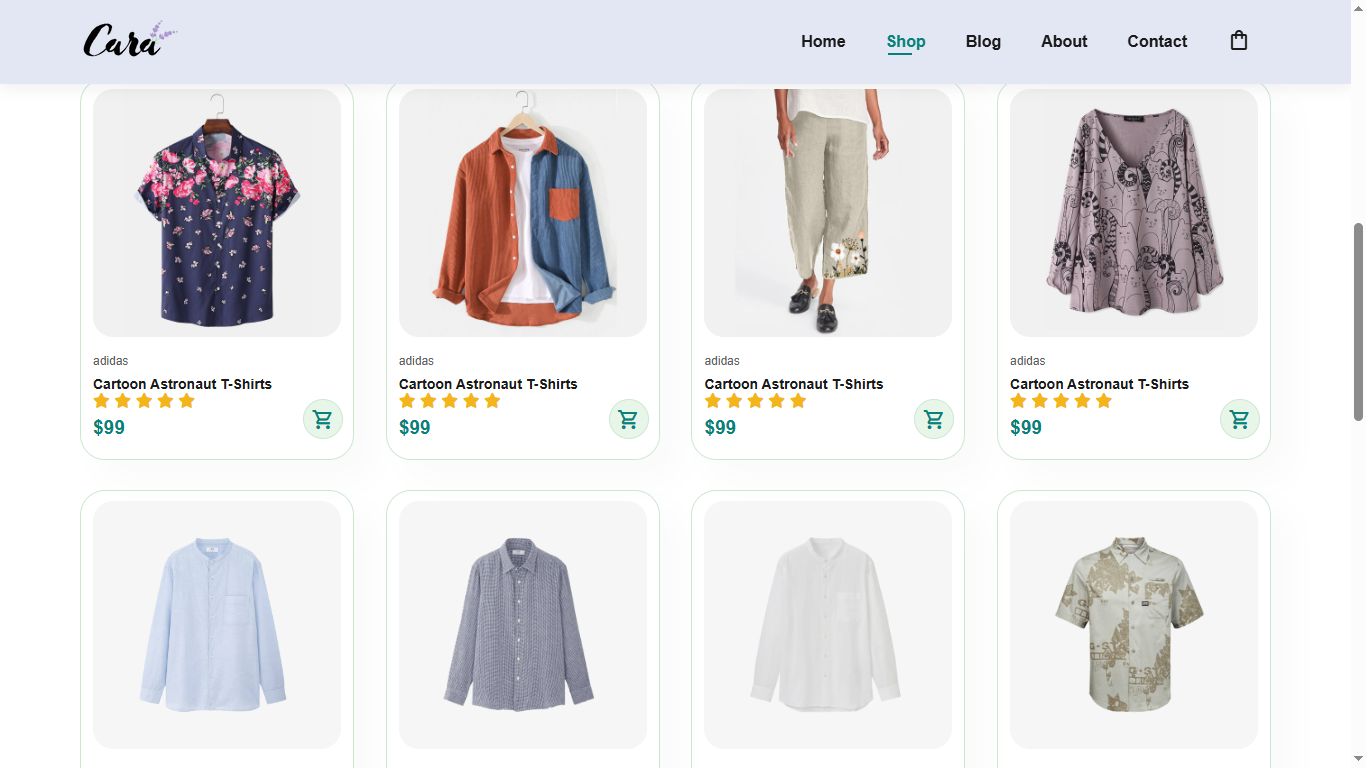 Cara
Home Shop Blog About Contact
adidas adidas adidas adidas
Cartoon Astronaut T-Shirts Cartoon Astronaut T-Shirts Cartoon Astronaut T-Shirts Cartoon Astronaut T-Shirts
$99 $99 $99 $99